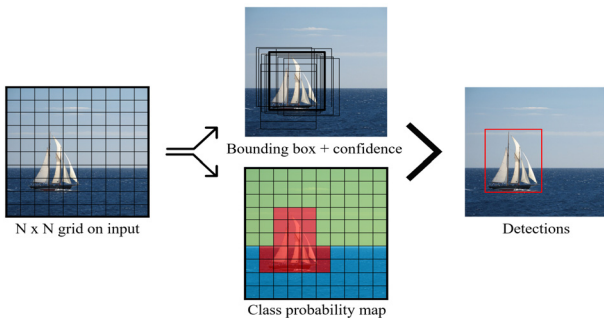 N x N grid on input
Bounding box + confidence
Class probability map
Detections